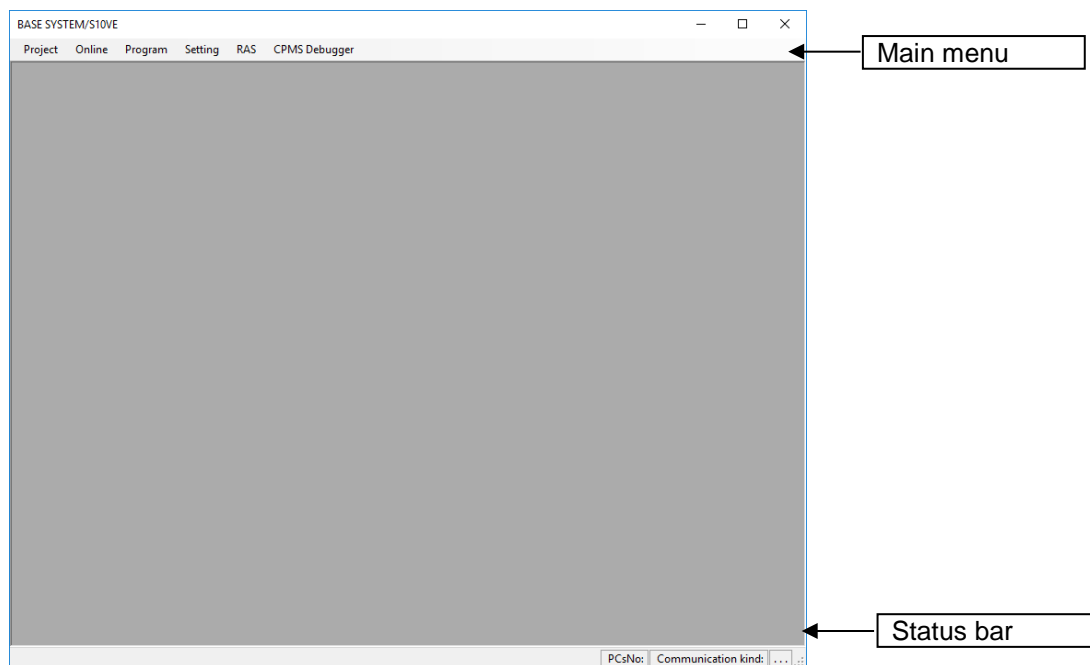 BASE SYSTEM/S10VE
Project Online Program Setting RAS CPMS Debugger
Main menu
Status bar
PCsNo: Communication kind: ...